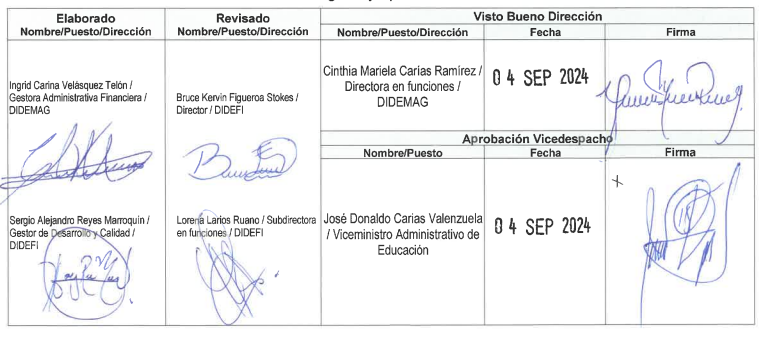 Elaborado
Nombre/Puesto/Dirección
Revisado
Nombre/Puesto/Dirección
Visto Bueno Dirección
Nombre/Puesto/Dirección
Fecha
Firma
Ingrid Carina Velásquez Telón /
Gestora Administrativa Financiera /
DIDEMAG
Bruce Kervin Figueroa Stokes /
Director / DIDEFI
Cinthia Mariela Carías Ramírez /
Directora en funciones /
DIDEMAG
04 SEP 2024
Aprobación Vicedespacho
Nombre/Puesto
Fecha
Firma
Sergio Alejandro Reyes Marroquín /
Gestor de Desarrollo y Calidad /
DIDEFI
Lorena Larios Ruano / Subdirectora
en funciones / DIDEFI
José Donaldo Carias Valenzuela
/ Viceministro Administrativo de
Educación
04 SEP 2024